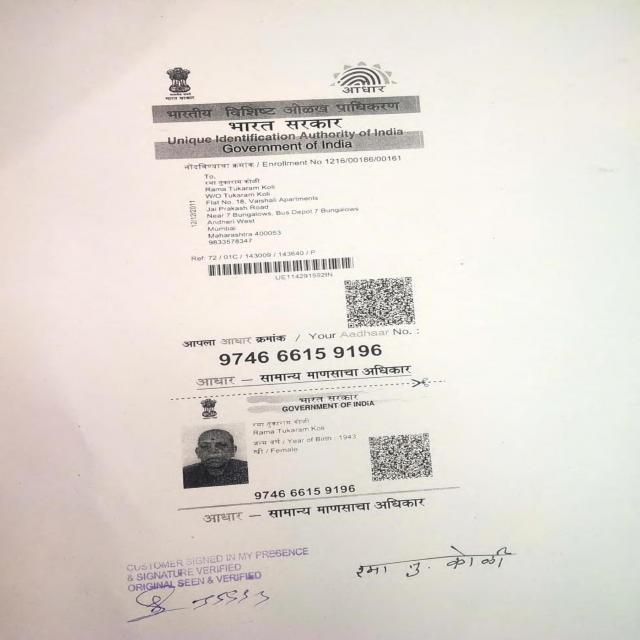 भारत सरकार
आधार
भारतीय विशिष्ट ओळख प्राधिकरण
भारत सरकार
Unique Identification Authority of India
Government of India
नोंदविण्याचा क्रमांक / Enrollment No 1216/00186/00161
To,
रमा तुकाराम कोळी
Rama Tukaram Koli
W/O Tukaram Koli
Flat No. 18, Vaishali Apartments
Jai Prakash Road
Near 7 Bungalows, Bus Depot 7 Bungalows
Andheri West
Mumbai
Maharashtra 400053
9833578347
12/12/2011
Ref: 72 / 01C / 143009 / 143640 / P
UE114291592IN
आपला आधार क्रमांक / Your Aadhaar No. :
9746 6615 9196
आधार — सामान्य माणसाचा अधिकार
भारत सरकार
GOVERNMENT OF INDIA
रमा तुकाराम कोळी
Rama Tukaram Koli
जन्म वर्ष / Year of Birth : 1943
स्त्री / Female
9746 6615 9196
आधार — सामान्य माणसाचा अधिकार
CUSTOMER SIGNED IN MY PRESENCE
& SIGNATURE VERIFIED
ORIGINAL SEEN & VERIFIED
रमा तु. कोळी